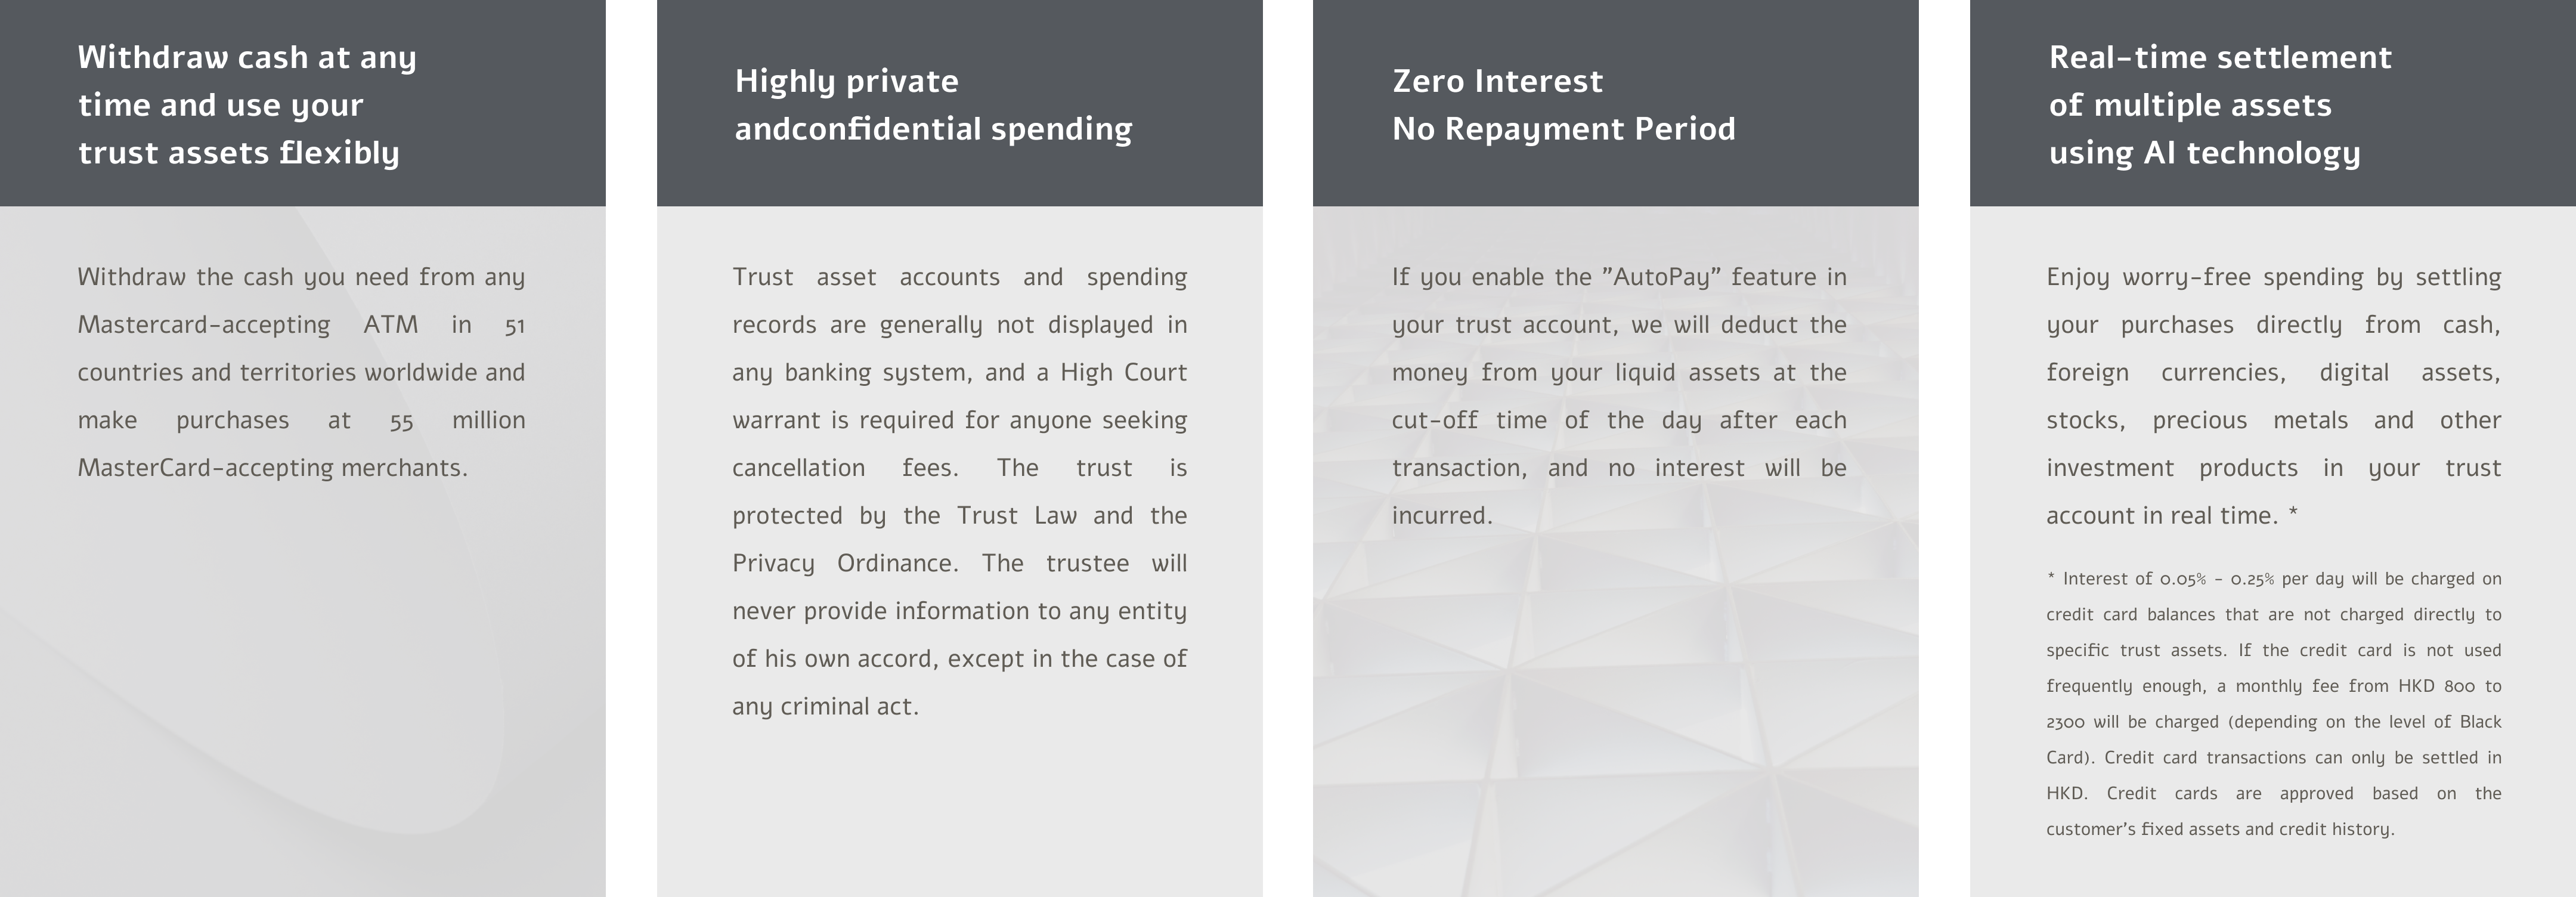 Withdraw cash at any
time and use your
trust assets flexibly
Withdraw the cash you need from any
Mastercard-accepting ATM in 51
countries and territories worldwide and
make purchases at 55 million
MasterCard-accepting merchants.
Highly private
andconfidential spending
Trust asset accounts and spending
records are generally not displayed in
any banking system, and a High Court
warrant is required for anyone seeking
cancellation fees. The trust is
protected by the Trust Law and the
Privacy Ordinance. The trustee will
never provide information to any entity
of his own accord, except in the case of
any criminal act.
Zero Interest
No Repayment Period
If you enable the ”AutoPay” feature in
your trust account, we will deduct the
money from your liquid assets at the
cut-off time of the day after each
transaction, and no interest will be
incurred.
Real-time settlement
of multiple assets
using AI technology
Enjoy worry-free spending by settling
your purchases directly from cash,
foreign currencies, digital assets,
stocks, precious metals and other
investment products in your trust
account in real time. *
* Interest of 0.05% - 0.25% per day will be charged on
credit card balances that are not charged directly to
specific trust assets. If the credit card is not used
frequently enough, a monthly fee from HKD 800 to
2300 will be charged (depending on the level of Black
Card). Credit card transactions can only be settled in
HKD. Credit cards are approved based on the
customer’s fixed assets and credit history.